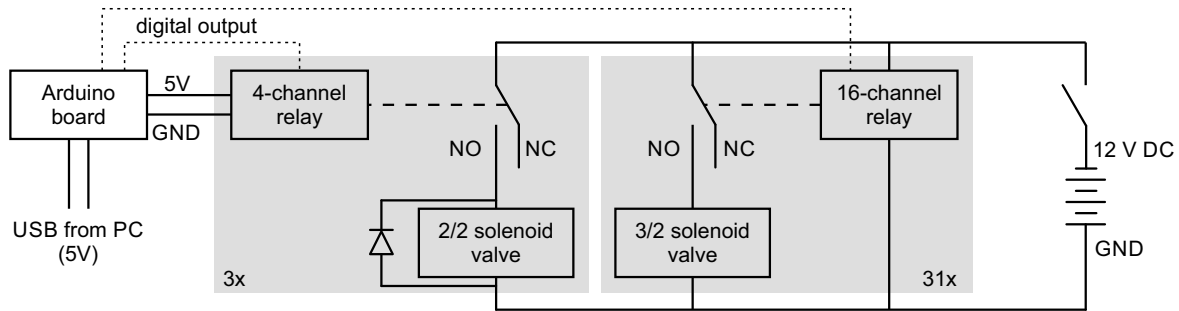 digital output
Arduino
board
5V
GND
4-channel
relay
16-channel
relay
NO
NC
NO
NC
12 V DC
USB from PC
(5V)
2/2 solenoid
valve
3/2 solenoid
valve
GND
3x
31x